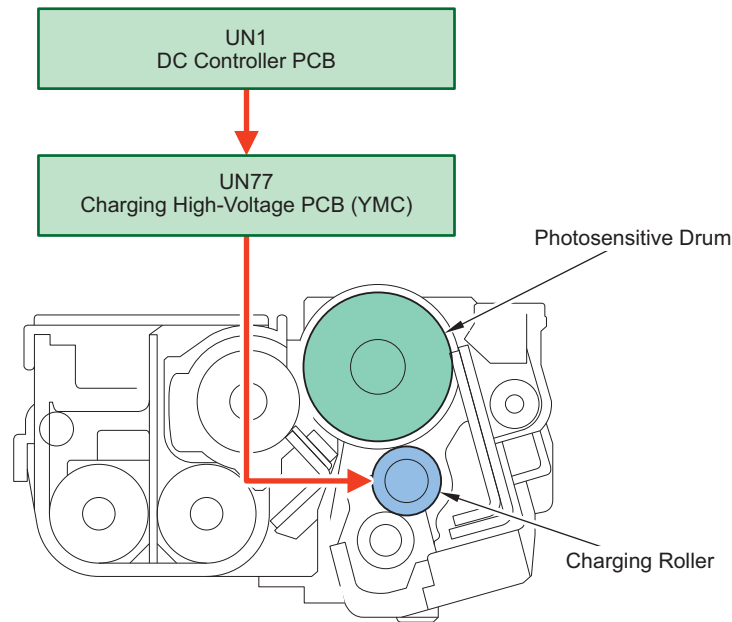 UN1
DC Controller PCB
UN77
Charging High-Voltage PCB (YMC)
Photosensitive Drum
Charging Roller